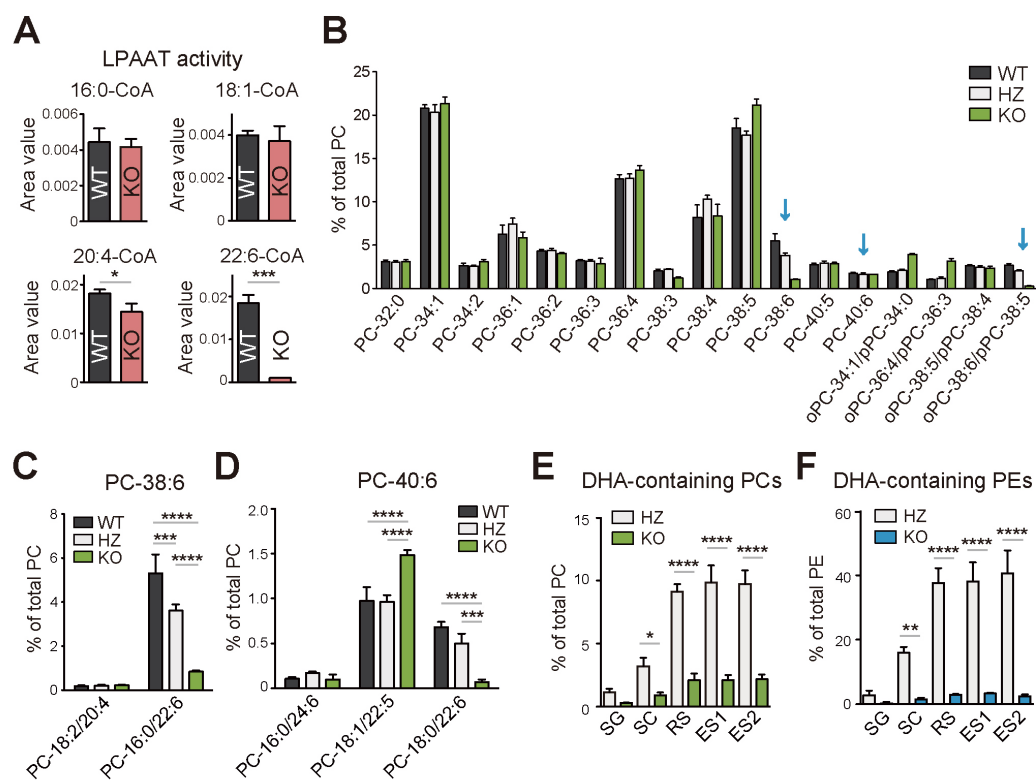 A
LPAAT activity
16:0-CoA
18:1-CoA
Area value
0.006
0.004
0.002
0
WT
KO
0.004
0.002
0
WT
KO
20:4-CoA
22:6-CoA
Area value
0.02
0.01
0
*
WT
KO
Area value
0.02
0.01
0
***
WT
KO
B
% of total PC
25
20
15
10
5
0
WT
HZ
KO
PC-32:0
PC-34:1
PC-34:2
PC-36:1
PC-36:2
PC-36:3
PC-36:4
PC-38:3
PC-38:4
PC-38:5
PC-38:6
PC-40:5
PC-40:6
oPC-34:1/pPC-34:0
oPC-36:4/pPC-36:3
oPC-38:5/pPC-38:4
oPC-38:6/pPC-38:5
C
PC-38:6
% of total PC
8
6
4
2
0
WT
HZ
KO
****
***
****
PC-18:2/20:4
PC-16:0/22:6
D
PC-40:6
% of total PC
2.0
1.5
1.0
0.5
0
WT
HZ
KO
****
****
****
***
PC-16:0/24:6
PC-18:1/22:5
PC-18:0/22:6
E
DHA-containing PCs
% of total PC
15
10
5
0
HZ
KO
*
****
****
****
SG
SC
RS
ES1
ES2
F
DHA-containing PEs
% of total PE
60
40
20
0
HZ
KO
**
****
****
****
SG
SC
RS
ES1
ES2